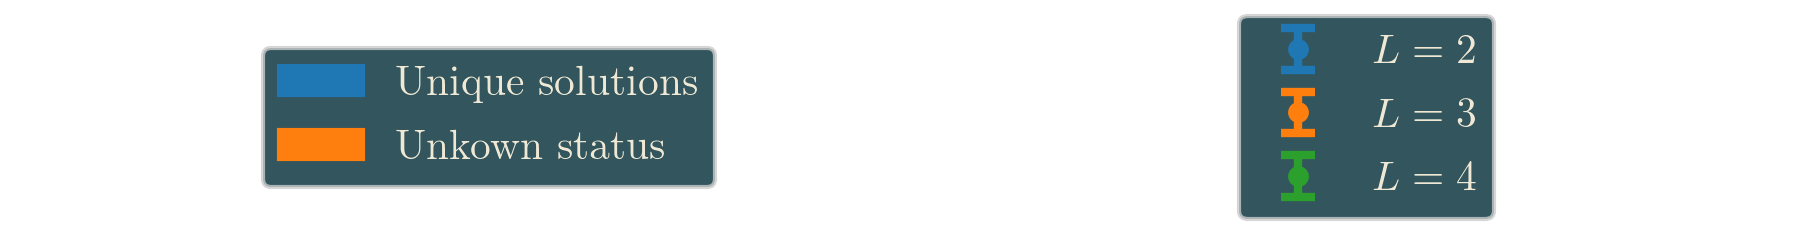 Unique solutions
Unkown status
L = 2
L = 3
L = 4